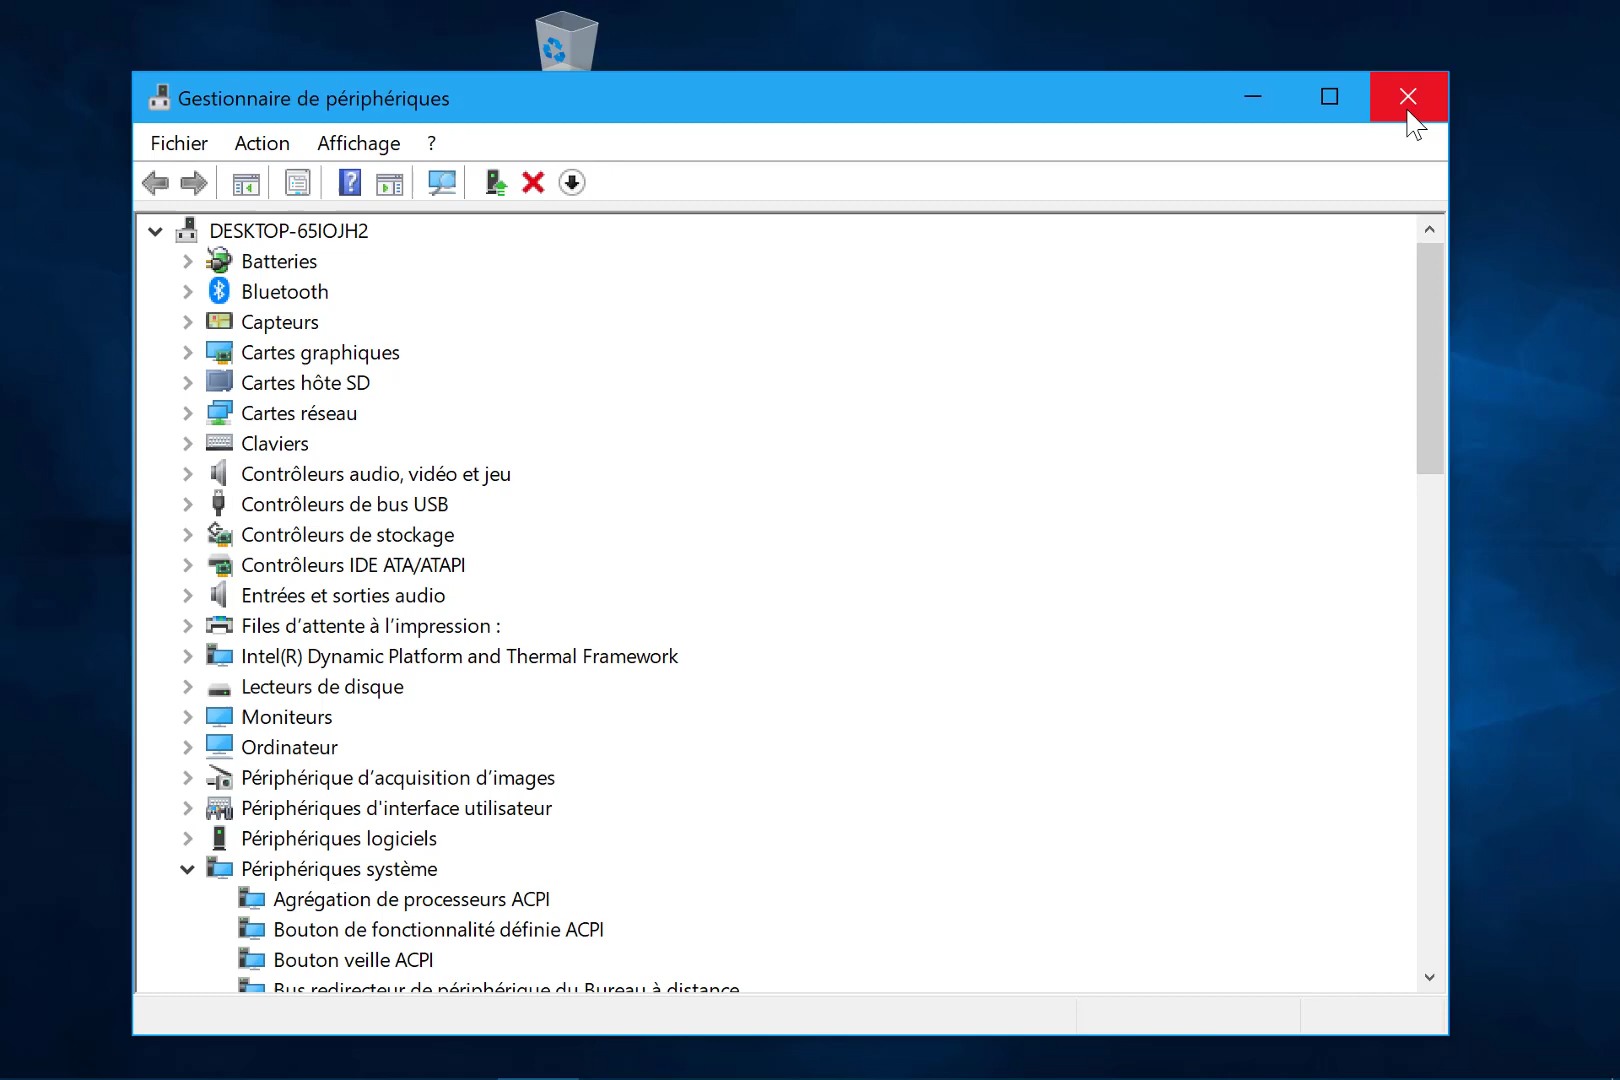 Gestionnaire de périphériques
Fichier Action Affichage ?
DESKTOP-65IOJH2
Batteries
Bluetooth
Capteurs
Cartes graphiques
Cartes hôte SD
Cartes réseau
Claviers
Contrôleurs audio, vidéo et jeu
Contrôleurs de bus USB
Contrôleurs de stockage
Contrôleurs IDE ATA/ATAPI
Entrées et sorties audio
Files d’attente à l’impression :
Intel(R) Dynamic Platform and Thermal Framework
Lecteurs de disque
Moniteurs
Ordinateur
Périphérique d’acquisition d’images
Périphériques d'interface utilisateur
Périphériques logiciels
Périphériques système
Agrégation de processeurs ACPI
Bouton de fonctionnalité définie ACPI
Bouton veille ACPI
Bus redirecteur de périphérique du Bureau à distance